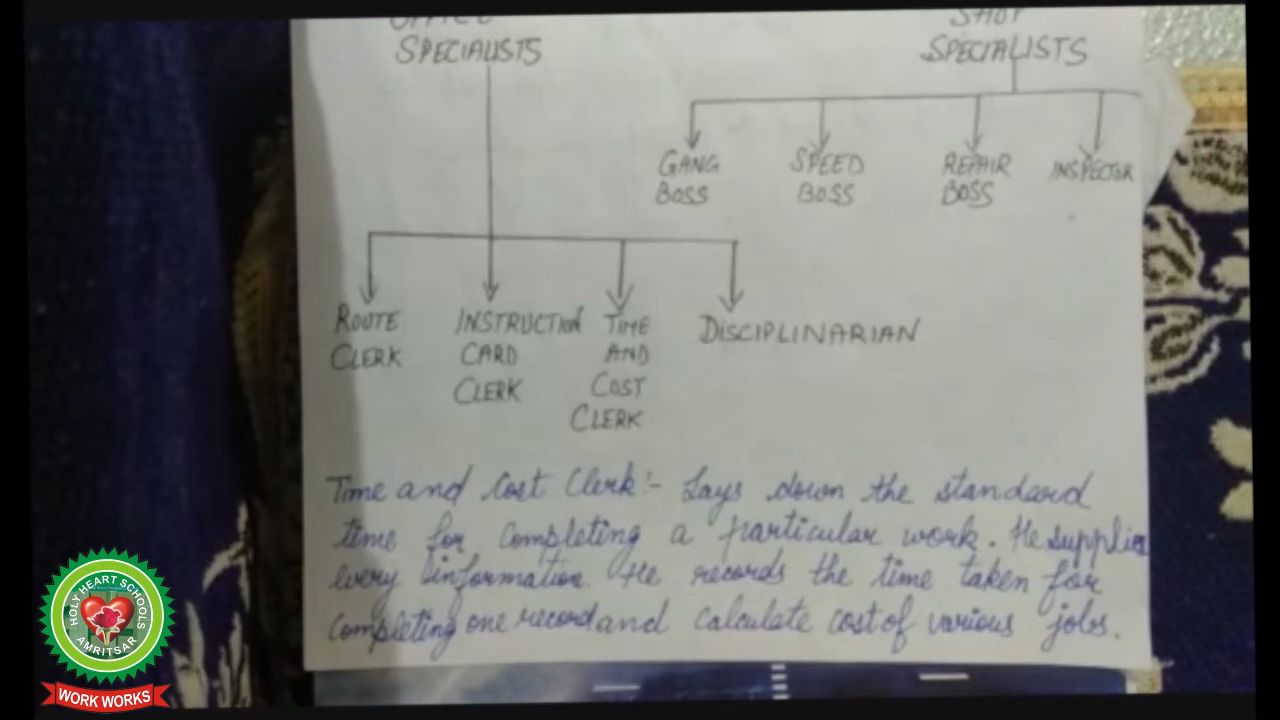 OFFICE
SPECIALISTS
SHOP
SPECIALISTS
GANG
BOSS
SPEED
BOSS
REPAIR
BOSS
INSPECTOR
ROUTE
CLERK
INSTRUCTION
CARD
CLERK
TIME
AND
COST
CLERK
DISCIPLINARIAN
Time and Cost Clerk:- Lays down the standard
time for completing a particular work. He supplies
every information. He records the time taken for
completing one record and calculate cost of various jobs.
HOLY HEART SCHOOLS
AMRITSAR
WORK WORKS